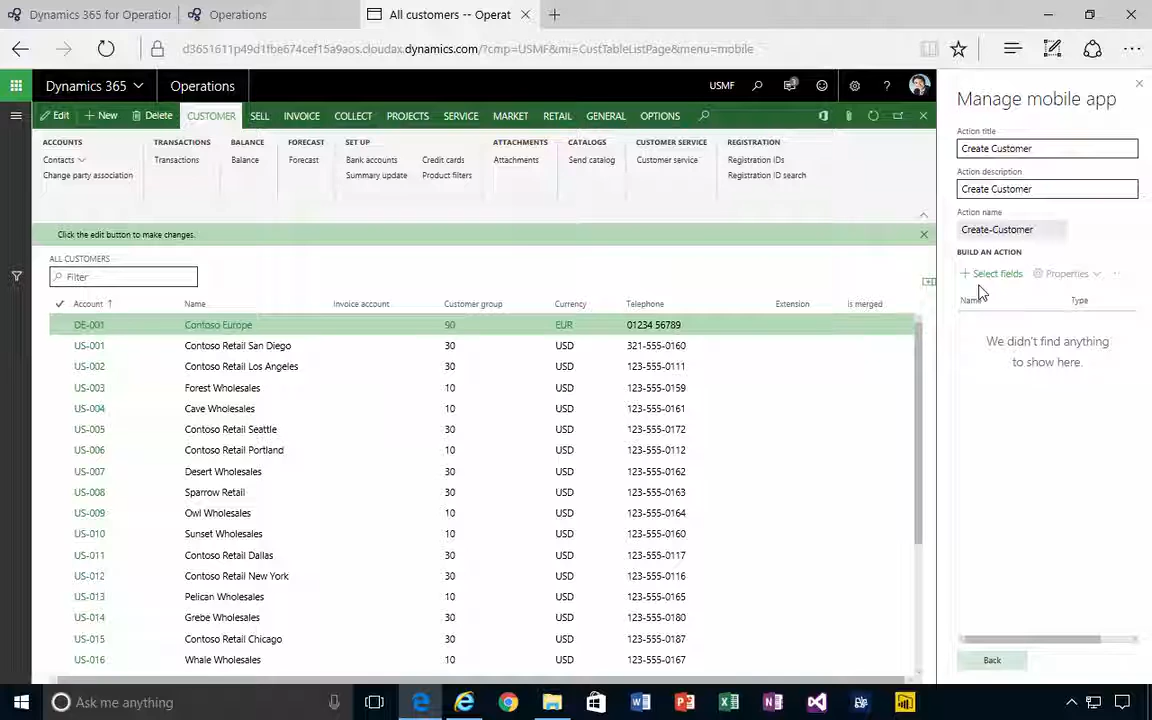 Dynamics 365 for Operation
Operations
All customers -- Operat
d3651611p49d1fbe674cef15a9aos.cloudax.dynamics.com/?cmp=USMF&mi=CustTableListPage&menu=mobile
Dynamics 365
Operations
USMF
Edit
New
Delete
CUSTOMER
SELL
INVOICE
COLLECT
PROJECTS
SERVICE
MARKET
RETAIL
GENERAL
OPTIONS
ACCOUNTS
Contacts
Change party association
TRANSACTIONS
Transactions
BALANCE
Balance
FORECAST
Forecast
SET UP
Bank accounts
Summary update
Credit cards
Product filters
ATTACHMENTS
Attachments
CATALOGS
Send catalog
CUSTOMER SERVICE
Customer service
REGISTRATION
Registration IDs
Registration ID search
Click the edit button to make changes.
ALL CUSTOMERS
Filter
Account Name Invoice account Customer group Currency Telephone Extension Is merged
DE-001 Contoso Europe 90 EUR 01234 56789
US-001 Contoso Retail San Diego 30 USD 321-555-0160
US-002 Contoso Retail Los Angeles 30 USD 123-555-0111
US-003 Forest Wholesales 10 USD 123-555-0159
US-004 Cave Wholesales 10 USD 123-555-0161
US-005 Contoso Retail Seattle 30 USD 123-555-0172
US-006 Contoso Retail Portland 30 USD 123-555-0112
US-007 Desert Wholesales 30 USD 123-555-0162
US-008 Sparrow Retail 30 USD 123-555-0163
US-009 Owl Wholesales 10 USD 123-555-0164
US-010 Sunset Wholesales 10 USD 123-555-0160
US-011 Contoso Retail Dallas 30 USD 123-555-0117
US-012 Contoso Retail New York 30 USD 123-555-0116
US-013 Pelican Wholesales 10 USD 123-555-0165
US-014 Grebe Wholesales 30 USD 123-555-0180
US-015 Contoso Retail Chicago 30 USD 123-555-0187
US-016 Whale Wholesales 10 USD 123-555-0167
Manage mobile app
Action title
Create Customer
Action description
Create Customer
Action name
Create-Customer
BUILD AN ACTION
Select fields
Properties
Name Type
We didn't find anything
to show here.
Back
Ask me anything